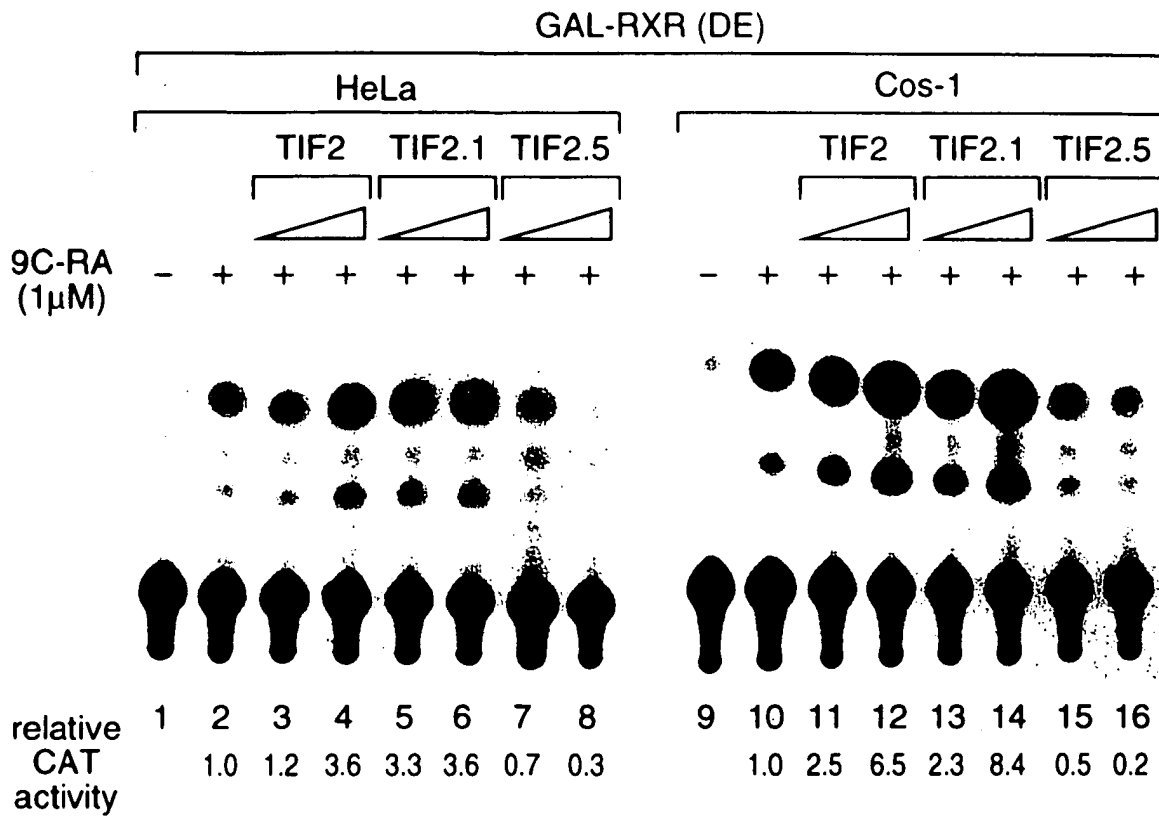 GAL-RXR (DE)
HeLa Cos-1
TIF2 TIF2.1 TIF2.5 TIF2 TIF2.1 TIF2.5
9C-RA - + + + + + + + - + + + + + + +
(1µM)
1 2 3 4 5 6 7 8 9 10 11 12 13 14 15 16
relative
CAT 1.0 1.2 3.6 3.3 3.6 0.7 0.3 1.0 2.5 6.5 2.3 8.4 0.5 0.2
activity